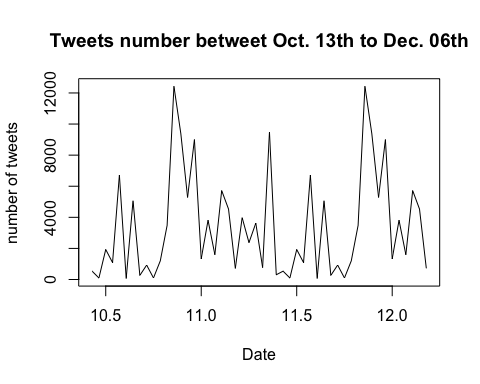 Tweets number betweet Oct. 13th to Dec. 06th
number of tweets
12000
8000
4000
0
10.5 11.0 11.5 12.0
Date